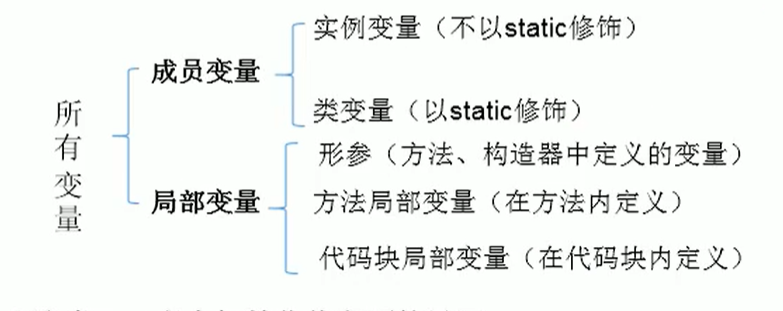 所有变量
成员变量
实例变量（不以static修饰）
类变量（以static修饰）
局部变量
形参（方法、构造器中定义的变量）
方法局部变量（在方法内定义）
代码块局部变量（在代码块内定义）